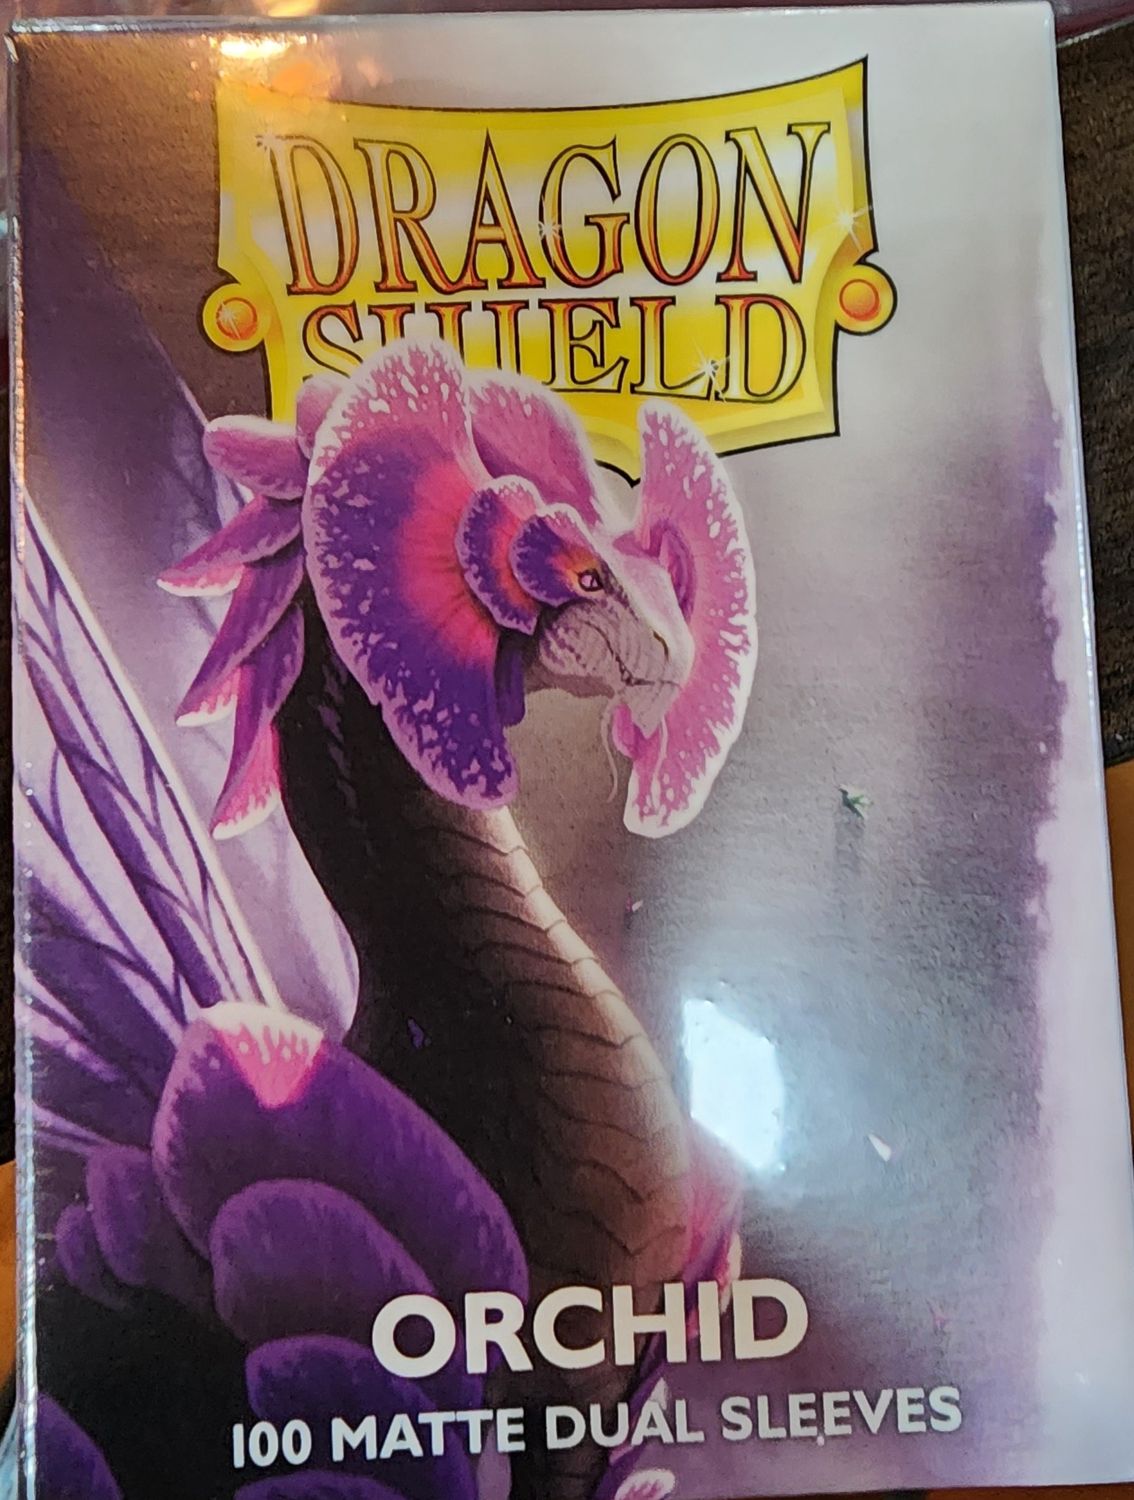 DRAGON
SHIELD
ORCHID
100 MATTE DUAL SLEEVES